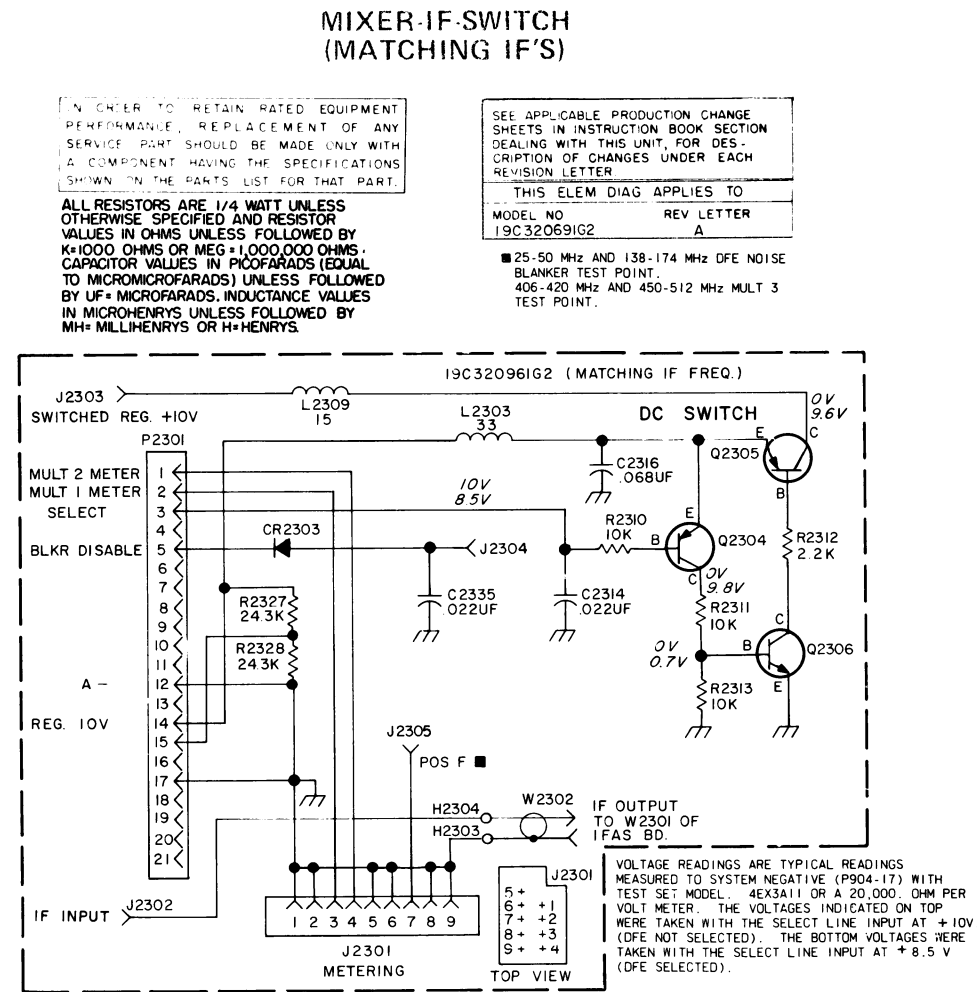 MIXER-IF-SWITCH
(MATCHING IF'S)
IN ORDER TO RETAIN RATED EQUIPMENT
PERFORMANCE, REPLACEMENT OF ANY
SERVICE PART SHOULD BE MADE ONLY WITH
A COMPONENT HAVING THE SPECIFICATIONS
SHOWN ON THE PARTS LIST FOR THAT PART.
SEE APPLICABLE PRODUCTION CHANGE
SHEETS IN INSTRUCTION BOOK SECTION
DEALING WITH THIS UNIT, FOR DES-
CRIPTION OF CHANGES UNDER EACH
REVISION LETTER
THIS ELEM DIAG APPLIES TO
MODEL NO REV LETTER
19C320691G2 A
ALL RESISTORS ARE 1/4 WATT UNLESS
OTHERWISE SPECIFIED AND RESISTOR
VALUES IN OHMS UNLESS FOLLOWED BY
K=1000 OHMS OR MEG = 1,000,000 OHMS.
CAPACITOR VALUES IN PICOFARADS (EQUAL
TO MICROMICROFARADS) UNLESS FOLLOWED
BY UF= MICROFARADS. INDUCTANCE VALUES
IN MICROHENRYS UNLESS FOLLOWED BY
MH= MILLIHENRYS OR H=HENRYS.
■ 25-50 MHz AND 138-174 MHz DFE NOISE
BLANKER TEST POINT.
406-420 MHz AND 450-512 MHz MULT 3
TEST POINT.
19C320961G2 (MATCHING IF FREQ.)
J2303
SWITCHED REG. +10V
L2309
15
L2303
33
DC SWITCH
0V
9.6V
E
C
B
Q2305
P2301
MULT 2 METER 1
MULT 1 METER 2
SELECT 3
4
BLKR DISABLE 5
6
7
8
9
10
11
A - 12
13
REG. 10V 14
15
16
17
18
19
20
21
C2316
.068UF
10V
8.5V
CR2303
J2304
R2310
10K
B
E
C
Q2304
R2312
2.2K
0V
9.8V
R2327
24.3K
R2328
24.3K
C2335
.022UF
C2314
.022UF
R2311
10K
0V
0.7V
B
C
E
Q2306
R2313
10K
J2305
POS F ■
H2304
H2303
W2302
IF OUTPUT
TO W2301 OF
IFAS BD.
IF INPUT
J2302
1 2 3 4 5 6 7 8 9
J2301
METERING
J2301
5+
6+ +1
7+ +2
8+ +3
9+ +4
TOP VIEW
VOLTAGE READINGS ARE TYPICAL READINGS
MEASURED TO SYSTEM NEGATIVE (P904-17) WITH
TEST SET MODEL. 4EX3A11 OR A 20,000. OHM PER
VOLT METER. THE VOLTAGES INDICATED ON TOP
WERE TAKEN WITH THE SELECT LINE INPUT AT +10V
(DFE NOT SELECTED). THE BOTTOM VOLTAGES WERE
TAKEN WITH THE SELECT LINE INPUT AT +8.5 V
(DFE SELECTED).